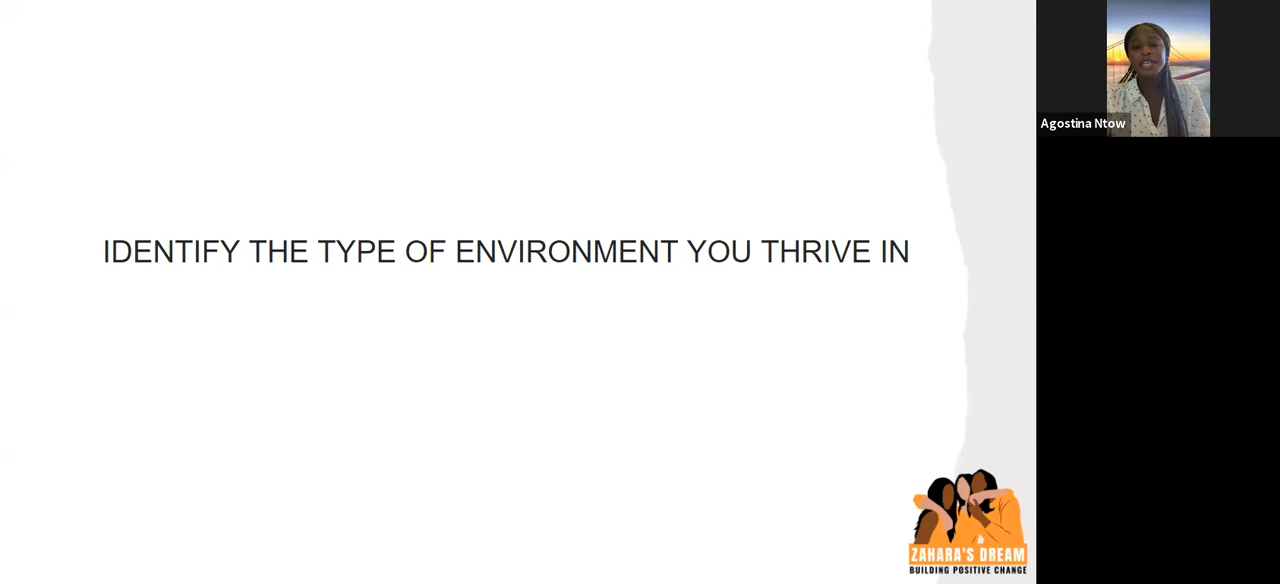 Agostina Ntow
IDENTIFY THE TYPE OF ENVIRONMENT YOU THRIVE IN
ZAHARA'S DREAM
BUILDING POSITIVE CHANGE